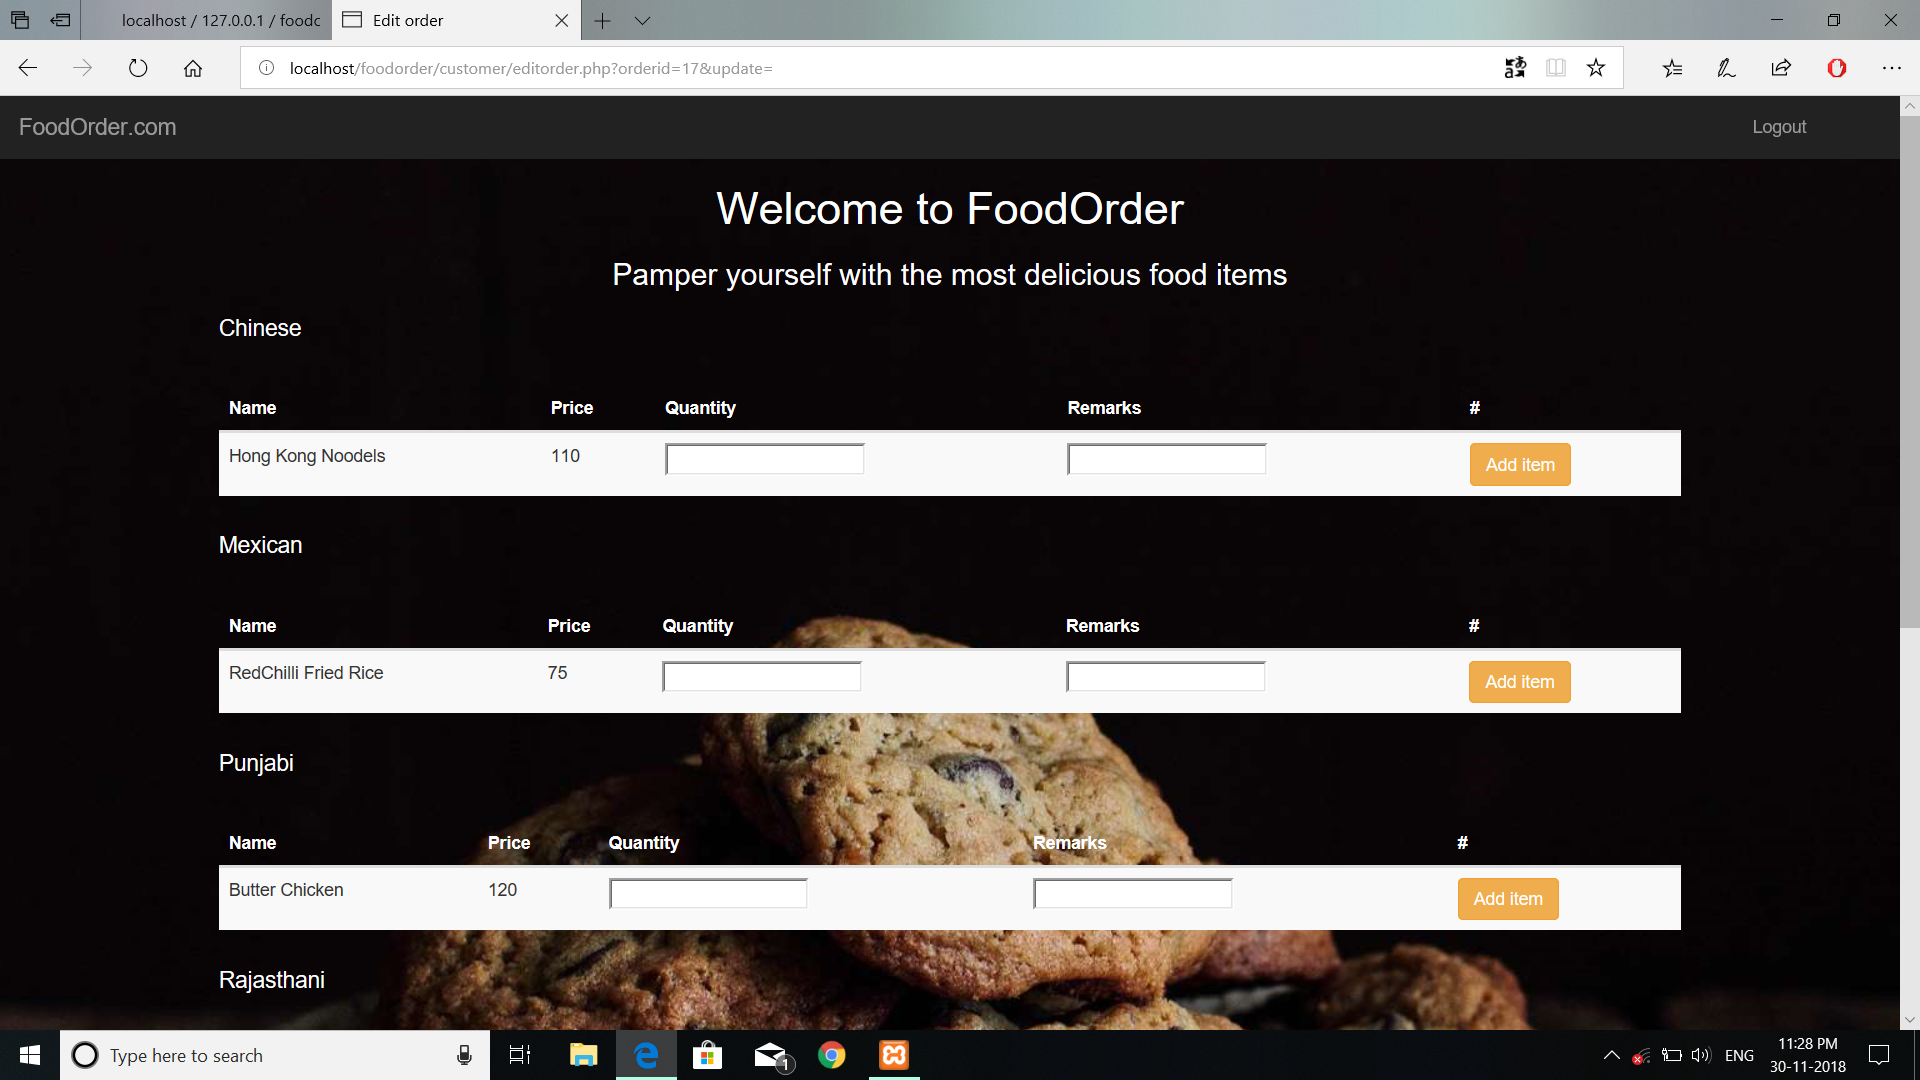 localhost / 127.0.0.1 / foodc
Edit order
localhost/foodorder/customer/editorder.php?orderid=17&update=
FoodOrder.com
Logout
Welcome to FoodOrder
Pamper yourself with the most delicious food items
Chinese
Name Price Quantity Remarks #
Hong Kong Noodels 110 Add item
Mexican
Name Price Quantity Remarks #
RedChilli Fried Rice 75 Add item
Punjabi
Name Price Quantity Remarks #
Butter Chicken 120 Add item
Rajasthani
Type here to search
1
ENG
11:28 PM
30-11-2018